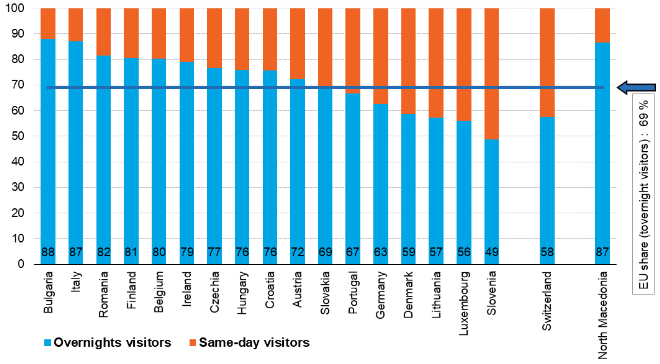 100
90
80
70
60
50
40
30
20
10
0
88 87 82 81 80 79 77 76 76 72 69 67 63 59 57 56 49 58 87
Bulgaria
Italy
Romania
Finland
Belgium
Ireland
Czechia
Hungary
Croatia
Austria
Slovakia
Portugal
Germany
Denmark
Lithuania
Luxembourg
Slovenia
Switzerland
North Macedonia
EU share (tovernight visitors) : 69 %
Overnights visitors Same-day visitors